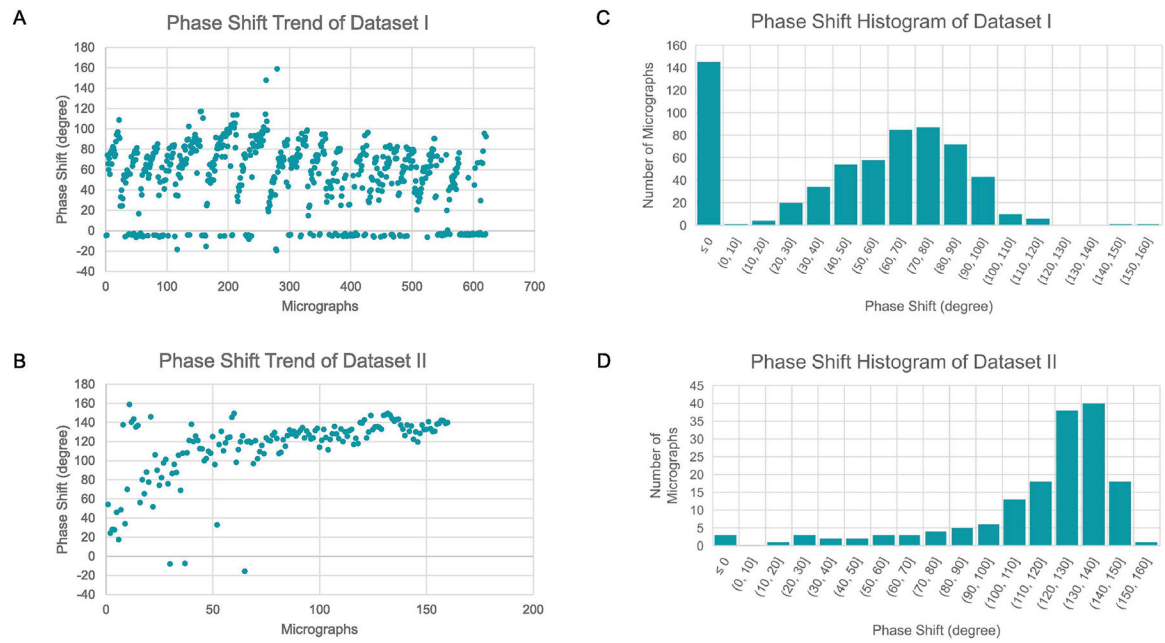 A
Phase Shift Trend of Dataset I
Phase Shift (degree)
180
160
140
120
100
80
60
40
20
0
-20
-40
0 100 200 300 400 500 600 700
Micrographs
C
Phase Shift Histogram of Dataset I
Number of Micrographs
160
140
120
100
80
60
40
20
0
≤ 0 (0, 10] (10, 20] (20, 30] (30, 40] (40, 50] (50, 60] (60, 70] (70, 80] (80, 90] (90, 100] (100, 110] (110, 120] (120, 130] (130, 140] (140, 150] (150, 160]
Phase Shift (degree)
B
Phase Shift Trend of Dataset II
Phase Shift (degree)
180
160
140
120
100
80
60
40
20
0
-20
-40
0 50 100 150 200
Micrographs
D
Phase Shift Histogram of Dataset II
Number of
Micrographs
45
40
35
30
25
20
15
10
5
0
≤ 0 (0, 10] (10, 20] (20, 30] (30, 40] (40, 50] (50, 60] (60, 70] (70, 80] (80, 90] (90, 100] (100, 110] (110, 120] (120, 130] (130, 140] (140, 150] (150, 160]
Phase Shift (degree)